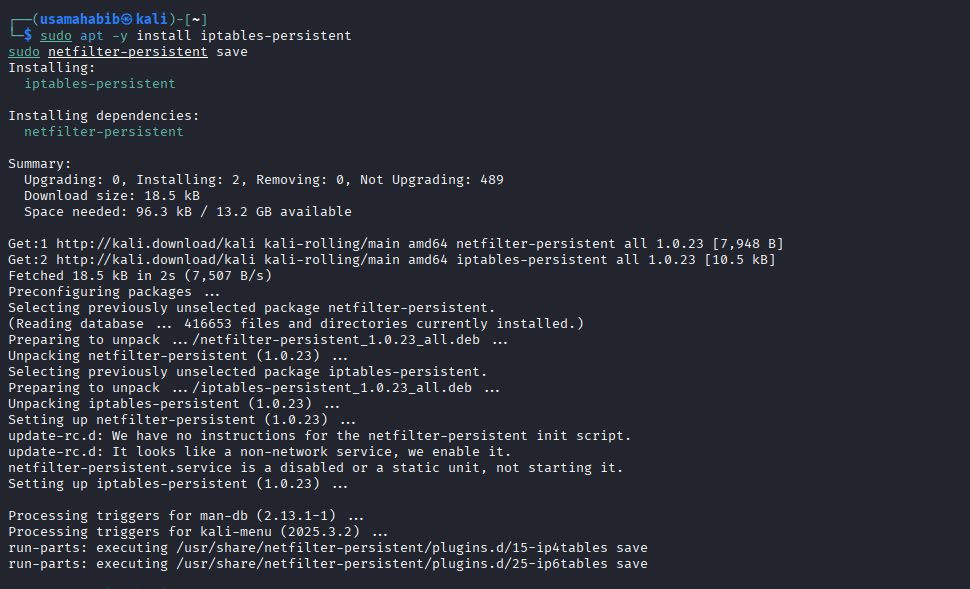 ┌──(usamahabib㉿kali)-[~]
└─$ sudo apt -y install iptables-persistent
sudo netfilter-persistent save
Installing:
  iptables-persistent

Installing dependencies:
  netfilter-persistent

Summary:
  Upgrading: 0, Installing: 2, Removing: 0, Not Upgrading: 489
  Download size: 18.5 kB
  Space needed: 96.3 kB / 13.2 GB available

Get:1 http://kali.download/kali kali-rolling/main amd64 netfilter-persistent all 1.0.23 [7,948 B]
Get:2 http://kali.download/kali kali-rolling/main amd64 iptables-persistent all 1.0.23 [10.5 kB]
Fetched 18.5 kB in 2s (7,507 B/s)
Preconfiguring packages ...
Selecting previously unselected package netfilter-persistent.
(Reading database ... 416653 files and directories currently installed.)
Preparing to unpack .../netfilter-persistent_1.0.23_all.deb ...
Unpacking netfilter-persistent (1.0.23) ...
Selecting previously unselected package iptables-persistent.
Preparing to unpack .../iptables-persistent_1.0.23_all.deb ...
Unpacking iptables-persistent (1.0.23) ...
Setting up netfilter-persistent (1.0.23) ...
update-rc.d: We have no instructions for the netfilter-persistent init script.
update-rc.d: It looks like a non-network service, we enable it.
netfilter-persistent.service is a disabled or a static unit, not starting it.
Setting up iptables-persistent (1.0.23) ...

Processing triggers for man-db (2.13.1-1) ...
Processing triggers for kali-menu (2025.3.2) ...
run-parts: executing /usr/share/netfilter-persistent/plugins.d/15-ip4tables save
run-parts: executing /usr/share/netfilter-persistent/plugins.d/25-ip6tables save